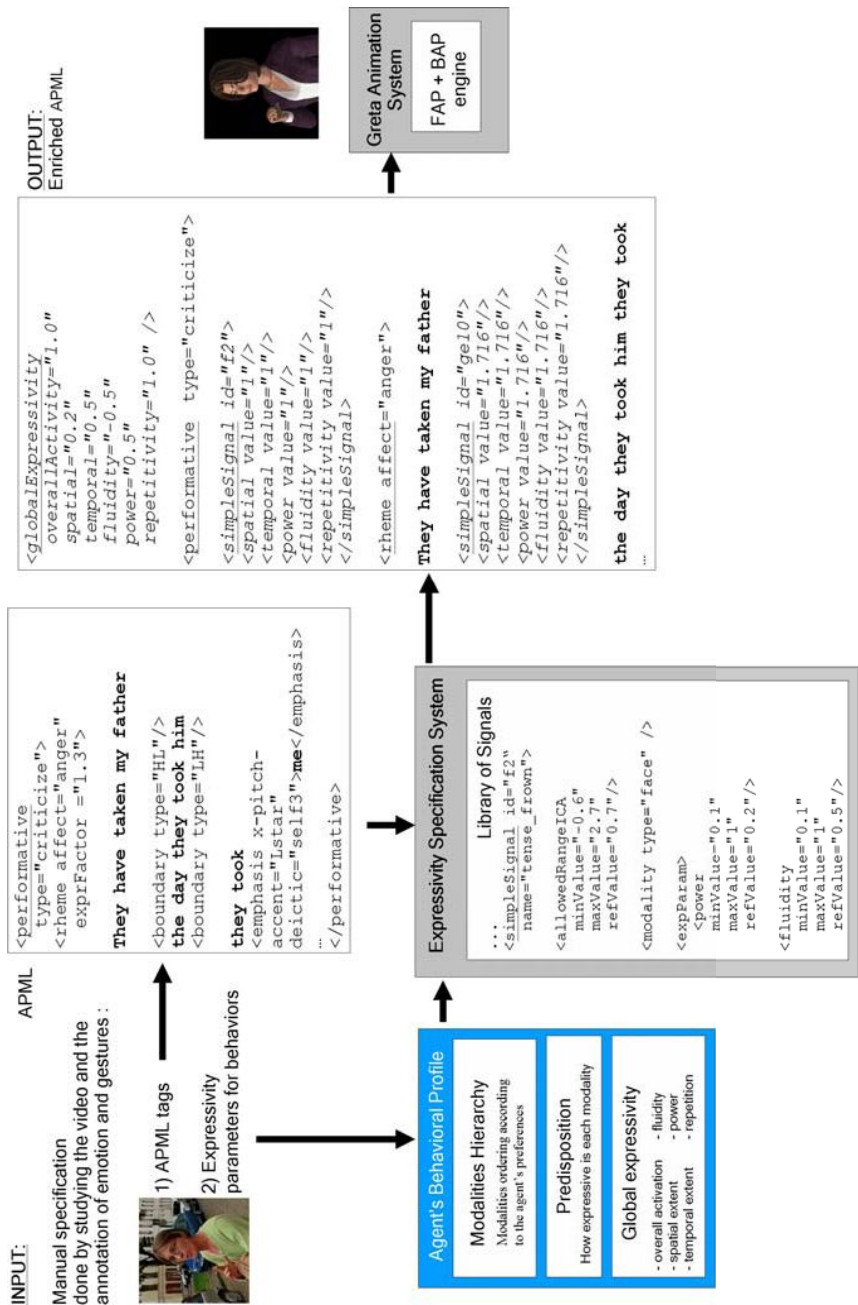 INPUT:
Manual specification
done by studying the video and the
annotation of emotion and gestures :
1) APML tags
2) Expressivity
parameters for behaviors
APML
<performative
type="criticize">
<rheme affect="anger"
exprFactor ="1.3">
They have taken my father
<boundary type="HL"/>
the day they took him
<boundary type="LH"/>
they took
<emphasis x-pitch-
accent="Lstar"
deictic="self3">me</emphasis>
…
</performative>
Agent's Behavioral Profile
Modalities Hierarchy
Modalities ordering according
to the agent's preferences
Predisposition
How expressive is each modality
Global expressivity
- overall activation - fluidity
- spatial extent - power
- temporal extent - repetition
Expressivity Specification System
Library of Signals
...
<simpleSignal id="f2"
name="tense_frown">
<allowedRangeICA
minValue="-0.6"
maxValue="2.7"
refValue="0.7"/>
<modality type="face" />
<expParam>
<power
minValue="0.1"
maxValue="1"
refValue="0.2"/>
<fluidity
minValue="0.1"
maxValue="1"
refValue="0.5"/>
OUTPUT:
Enriched APML
<globalExpressivity
overallActivity="1.0"
spatial="0.2"
temporal="0.5"
fluidity="-0.5"
power="0.5"
repetitivity="1.0" />
<performative type="criticize">
<simpleSignal id="f2">
<spatial value="1"/>
<temporal value="1"/>
<power value="1"/>
<fluidity value="1"/>
<repetitivity value="1"/>
</simpleSignal>
<rheme affect="anger">
They have taken my father
<simpleSignal id="ge10">
<spatial value="1.716"/>
<temporal value="1.716"/>
<power value="1.716"/>
<fluidity value="1.716"/>
<repetitivity value="1.716"/>
</simpleSignal>
the day they took him they took
…
Greta Animation
System
FAP + BAP
engine